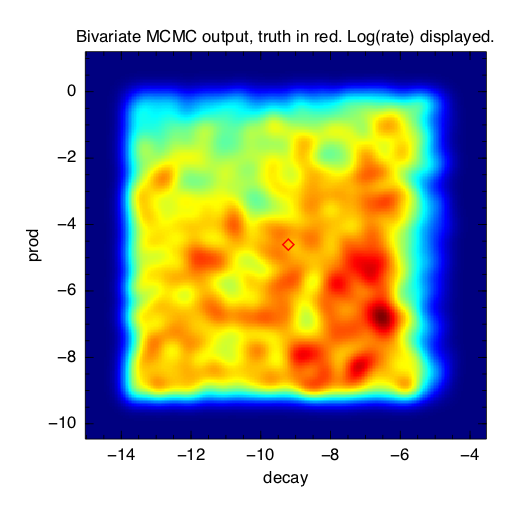 Bivariate MCMC output, truth in red. Log(rate) displayed.
0
−2
−4
−6
−8
−10
prod
−14 −12 −10 −8 −6 −4
decay